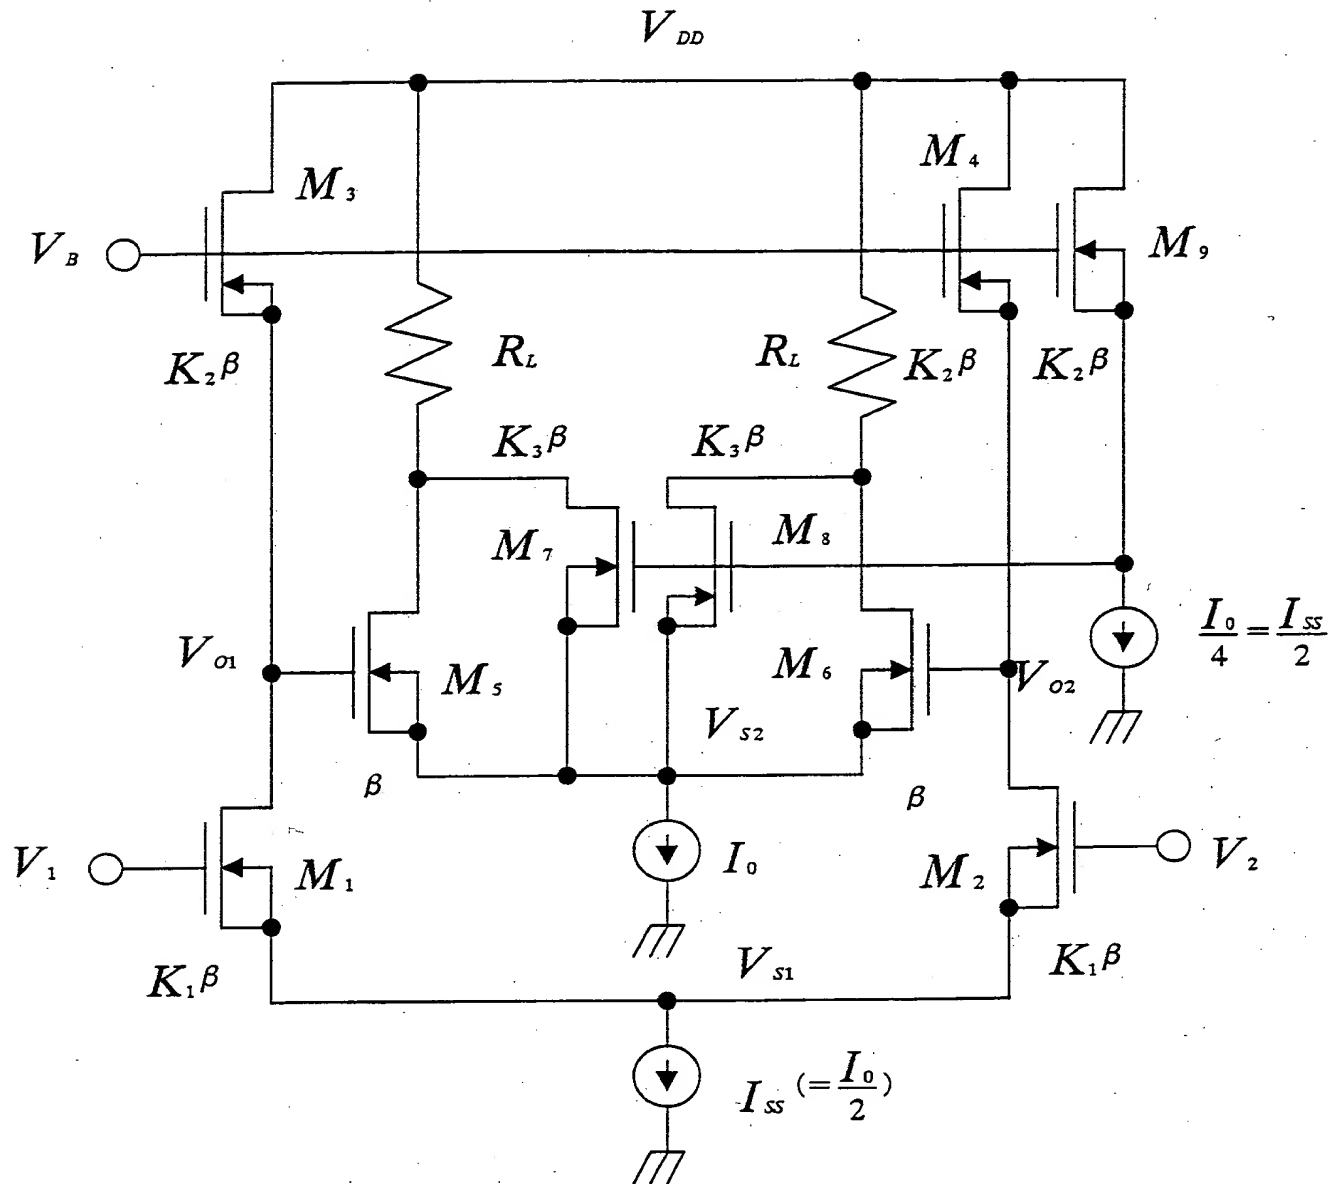 V_DD
M_4
M_3
V_B
M_9
R_L
R_L
K_2β
K_2β
K_2β
K_3β
K_3β
M_7
M_8
I_0/4 = I_SS/2
V_O1
M_5
M_6
V_O2
V_S2
β
β
V_1
M_1
I_0
M_2
V_2
K_1β
V_S1
K_1β
I_SS (= I_0/2)